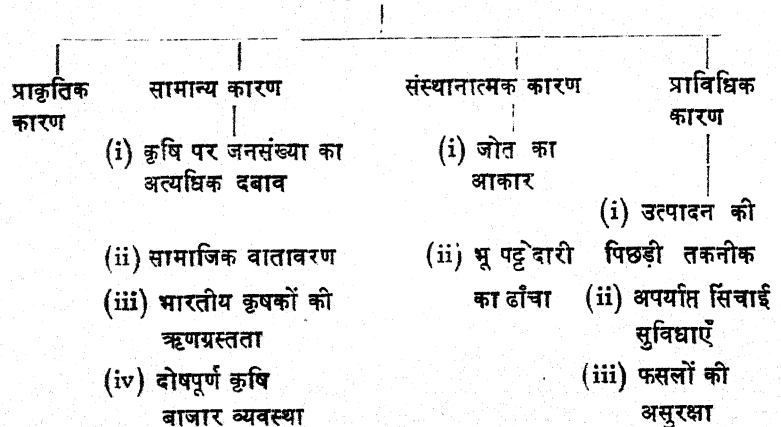 प्राकृतिक
कारण
सामान्य कारण
(i) कृषि पर जनसंख्या का
अत्यधिक दबाव
(ii) सामाजिक वातावरण
(iii) भारतीय कृषकों की
ऋणग्रस्तता
(iv) दोषपूर्ण कृषि
बाजार व्यवस्था
संस्थानात्मक कारण
(i) जोत का
आकार
(ii) भू पट्टेदारी
का ढाँचा
प्राविधिक
कारण
(i) उत्पादन की
पिछड़ी तकनीक
(ii) अपर्याप्त सिंचाई
सुविधाएँ
(iii) फसलों की
असुरक्षा